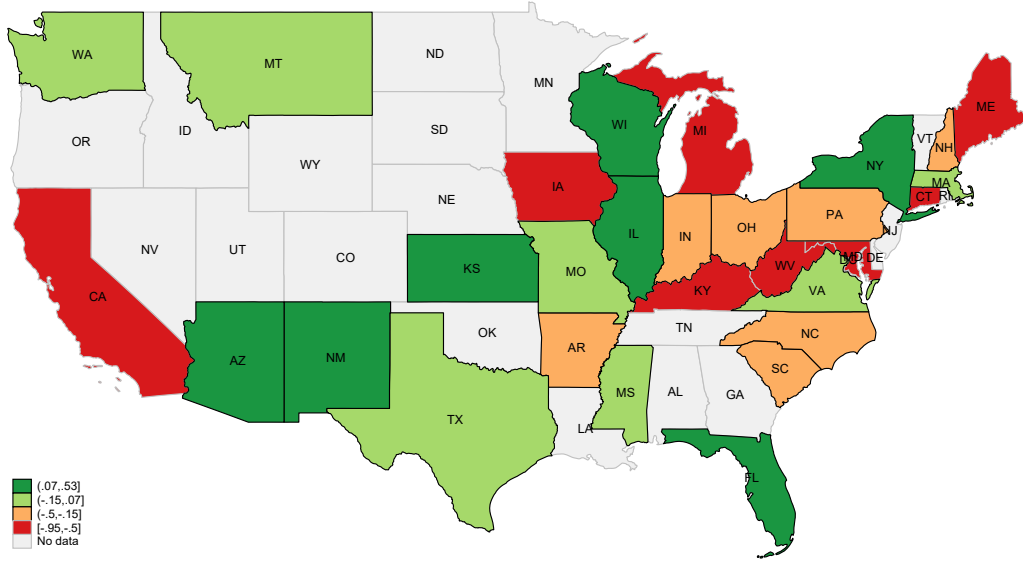 WA
MT
ND
MN
OR
ID
SD
WY
WI
MI
ME
VT
NH
NY
MA
CT
RI
NE
IA
NV
UT
CO
KS
MO
IL
IN
OH
PA
NJ
MD
DE
DC
WV
VA
KY
CA
AZ
NM
OK
AR
TN
NC
SC
TX
LA
MS
AL
GA
FL
(.07,.53]
(-.15,.07]
(-.5,-.15]
[-.95,-.5]
No data